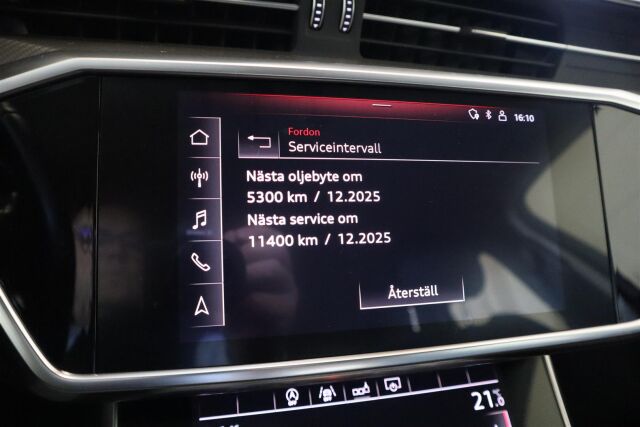 16:10
Fordon
Serviceintervall
Nästa oljebyte om
5300 km / 12.2025
Nästa service om
11400 km / 12.2025
Återställ
21.